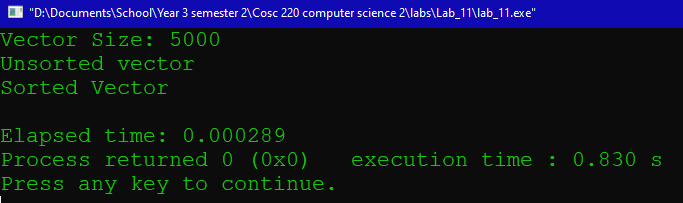 "D:\Documents\School\Year 3 semester 2\Cosc 220 computer science 2\labs\Lab_11\lab_11.exe"
Vector Size: 5000
Unsorted vector
Sorted Vector
Elapsed time: 0.000289
Process returned 0 (0x0)   execution time : 0.830 s
Press any key to continue.